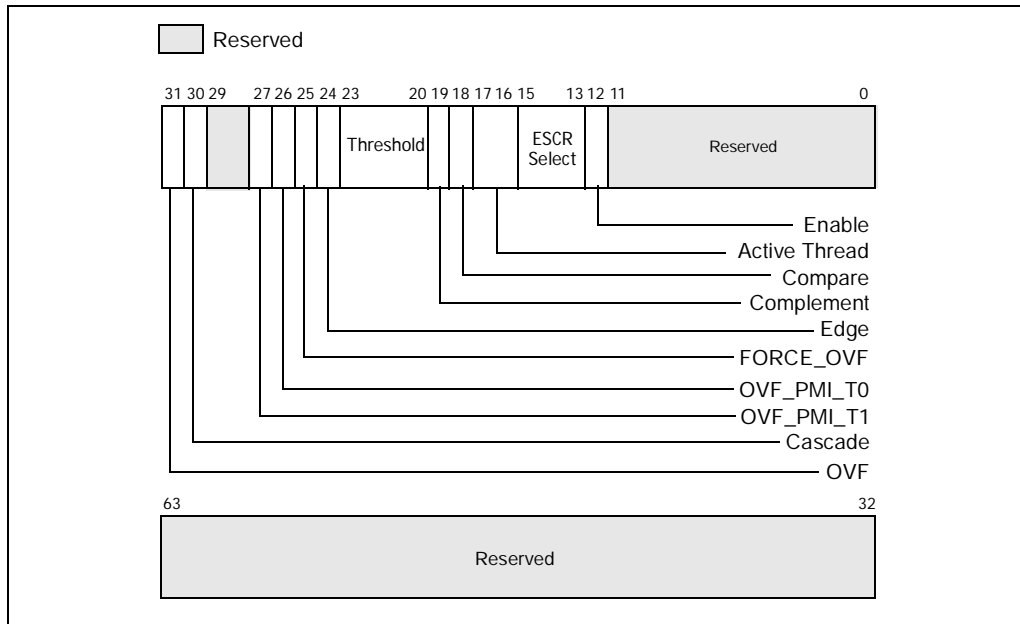 Reserved
31 30 29 27 26 25 24 23 20 19 18 17 16 15 13 12 11 0
Threshold
ESCR
Select
Reserved
Enable
Active Thread
Compare
Complement
Edge
FORCE_OVF
OVF_PMI_T0
OVF_PMI_T1
Cascade
OVF
63 32
Reserved